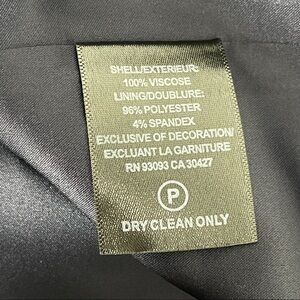 SHELL/EXTERIEUR:
100% VISCOSE
LINING/DOUBLURE:
96% POLYESTER
4% SPANDEX
EXCLUSIVE OF DECORATION/
EXCLUANT LA GARNITURE
RN 93093 CA 30427
P
DRY CLEAN ONLY